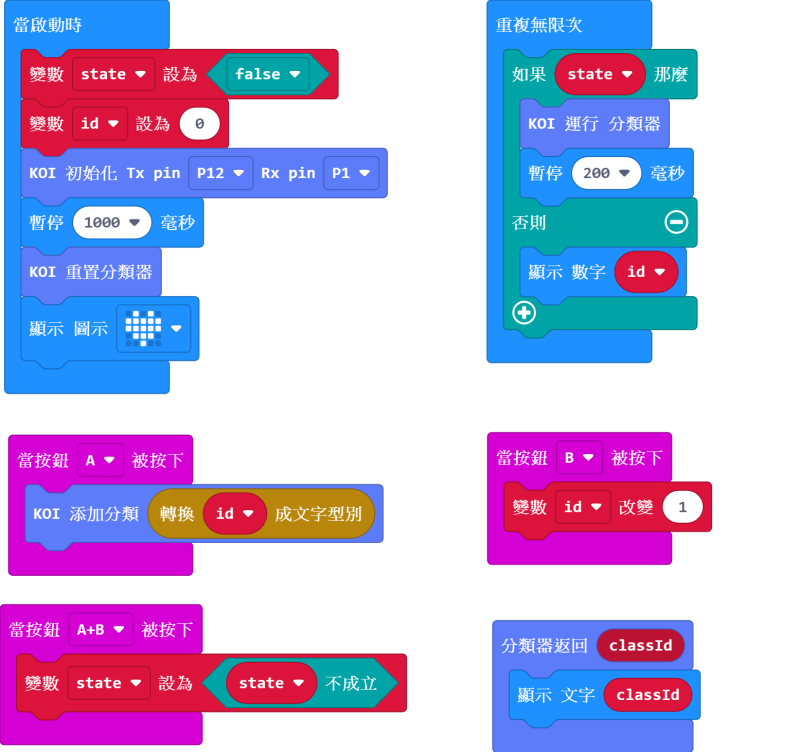 當啟動時
變數 state 設為 false
變數 id 設為 0
KOI 初始化 Tx pin P12 Rx pin P1
暫停 1000 毫秒
KOI 重置分類器
顯示 圖示
重複無限次
如果 state 那麼
KOI 運行 分類器
暫停 200 毫秒
否則
顯示 數字 id
當按鈕 A 被按下
KOI 添加分類 轉換 id 成文字型別
當按鈕 B 被按下
變數 id 改變 1
當按鈕 A+B 被按下
變數 state 設為 state 不成立
分類器返回 classId
顯示 文字 classId